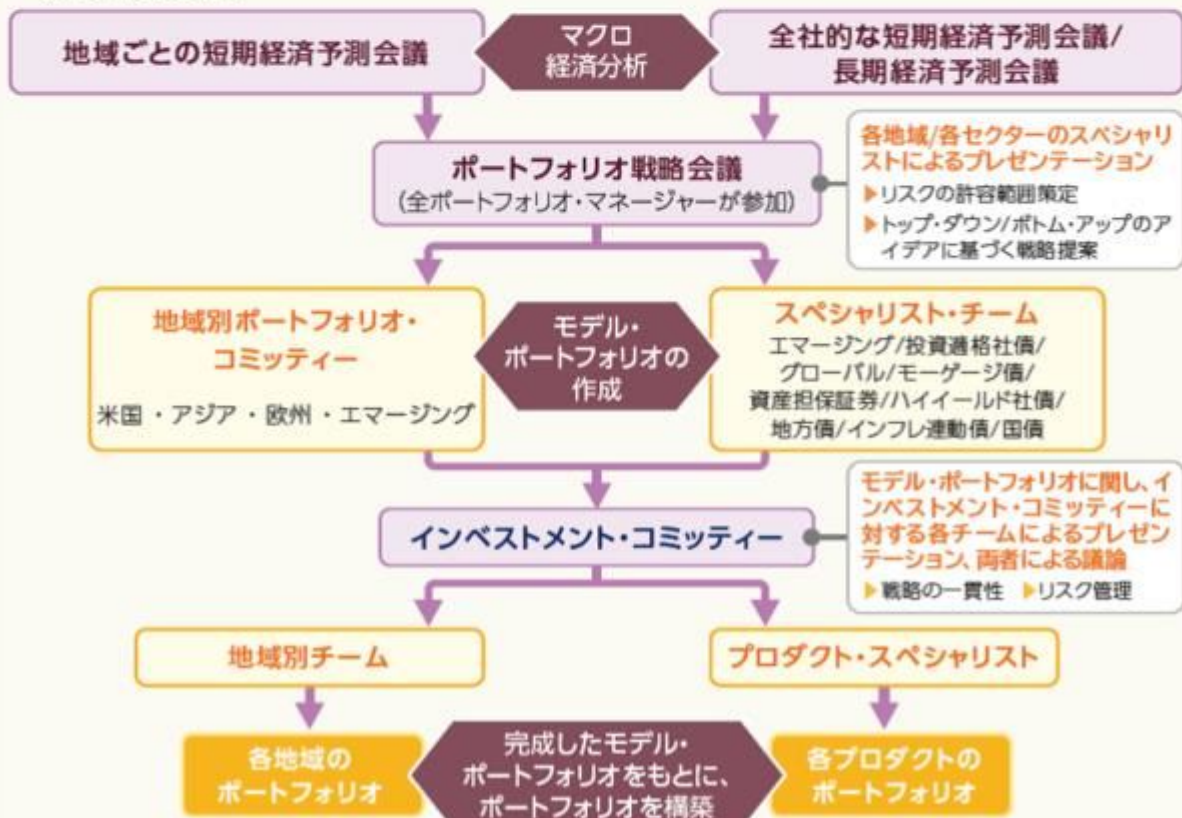 地域ごとの短期経済予測会議
マクロ
経済分析
全社的な短期経済予測会議/
長期経済予測会議
ポートフォリオ戦略会議
(全ポートフォリオ・マネージャーが参加)
各地域/各セクターのスペシャリ
ストによるプレゼンテーション
▶リスクの許容範囲策定
▶トップ・ダウン/ボトム・アップのア
イデアに基づく戦略提案
地域別ポートフォリオ・
コミッティー
米国・アジア・欧州・エマージング
モデル・
ポートフォリオの
作成
スペシャリスト・チーム
エマージング/投資適格社債/
グローバル/モーゲージ債/
資産担保証券/ハイイールド社債/
地方債/インフレ連動債/国債
インベストメント・コミッティー
モデル・ポートフォリオに関し、イ
ンベストメント・コミッティーに
対する各チームによるプレゼン
テーション、両者による議論
▶戦略の一貫性 ▶リスク管理
地域別チーム
プロダクト・スペシャリスト
各地域の
ポートフォリオ
完成したモデル・
ポートフォリオをもとに、
ポートフォリオを構築
各プロダクトの
ポートフォリオ